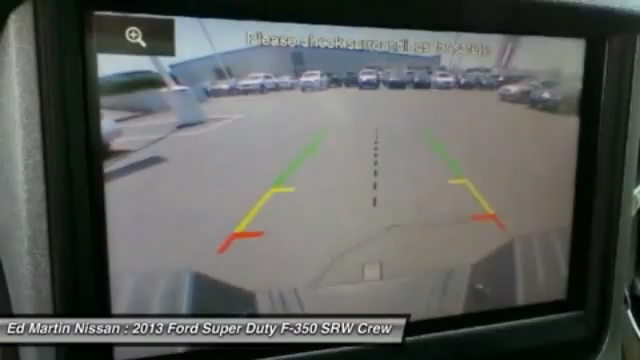 Please check surroundings for safety
Ed Martin Nissan : 2013 Ford Super Duty F-350 SRW Crew